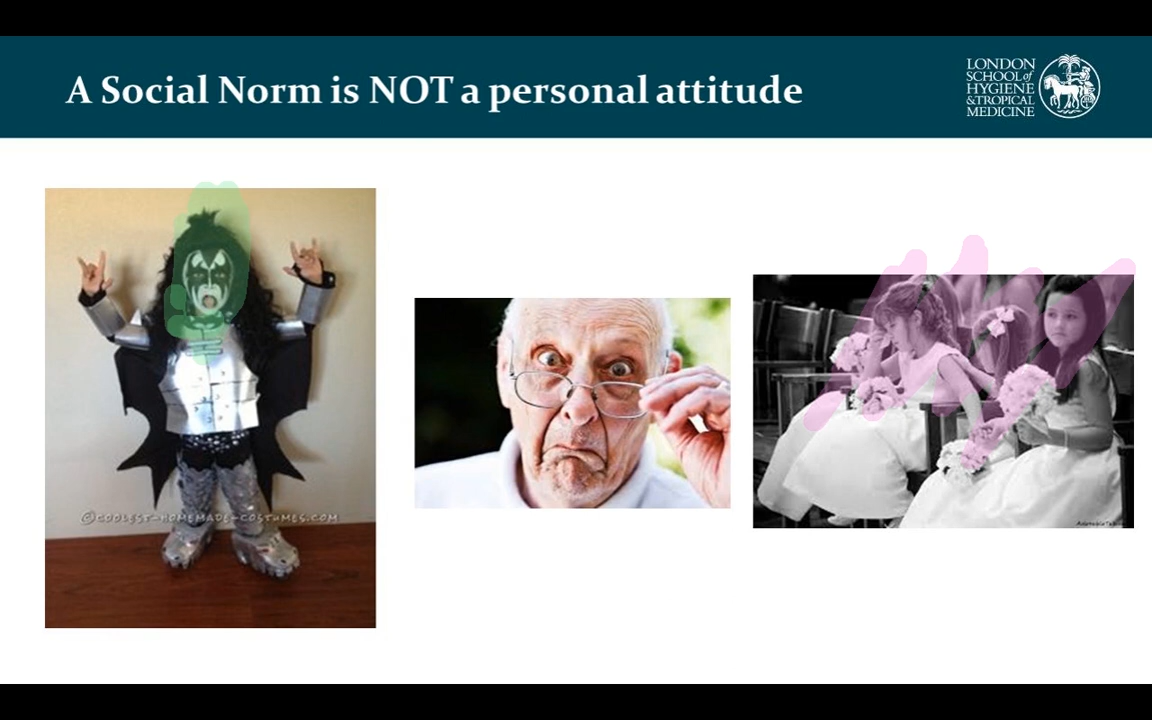 A Social Norm is NOT a personal attitude
LONDON
SCHOOL of
HYGIENE
& TROPICAL
MEDICINE
©COOLEST-HOMEMADE-COSTUMES.COM